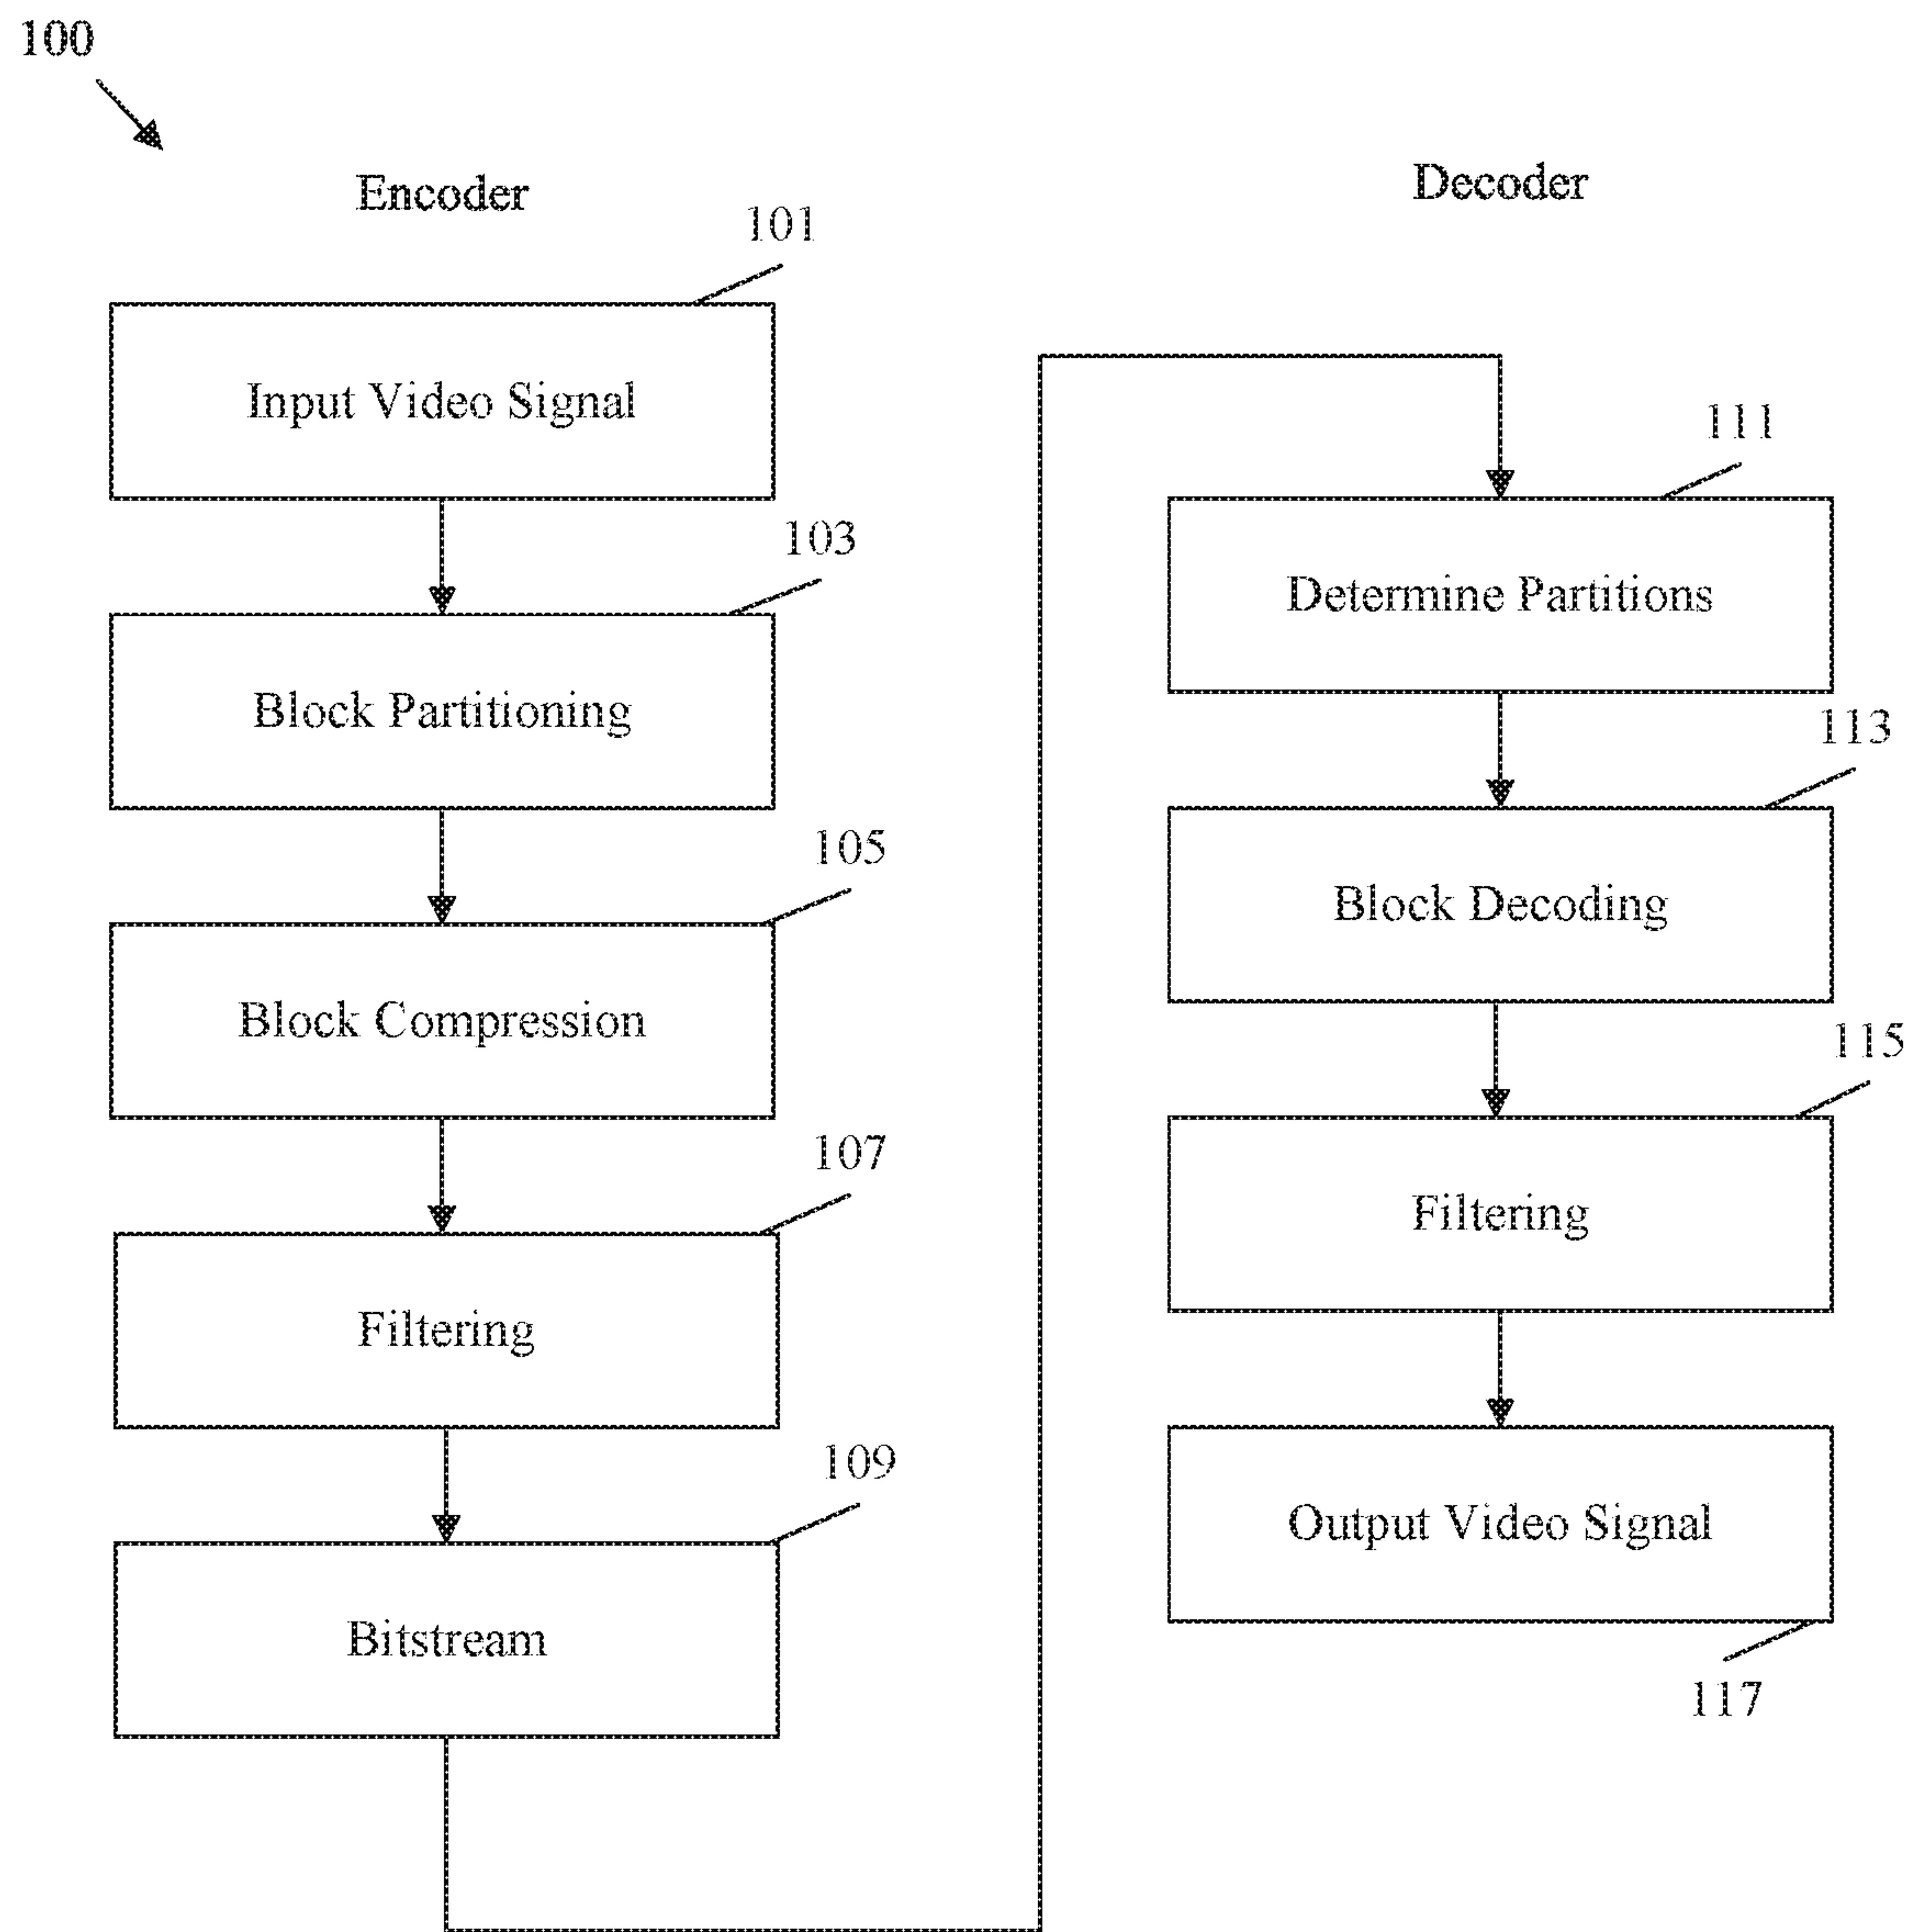 100
Encoder
101
Input Video Signal
103
Block Partitioning
105
Block Compression
107
Filtering
109
Bitstream
Decoder
111
Determine Partitions
113
Block Decoding
115
Filtering
Output Video Signal
117